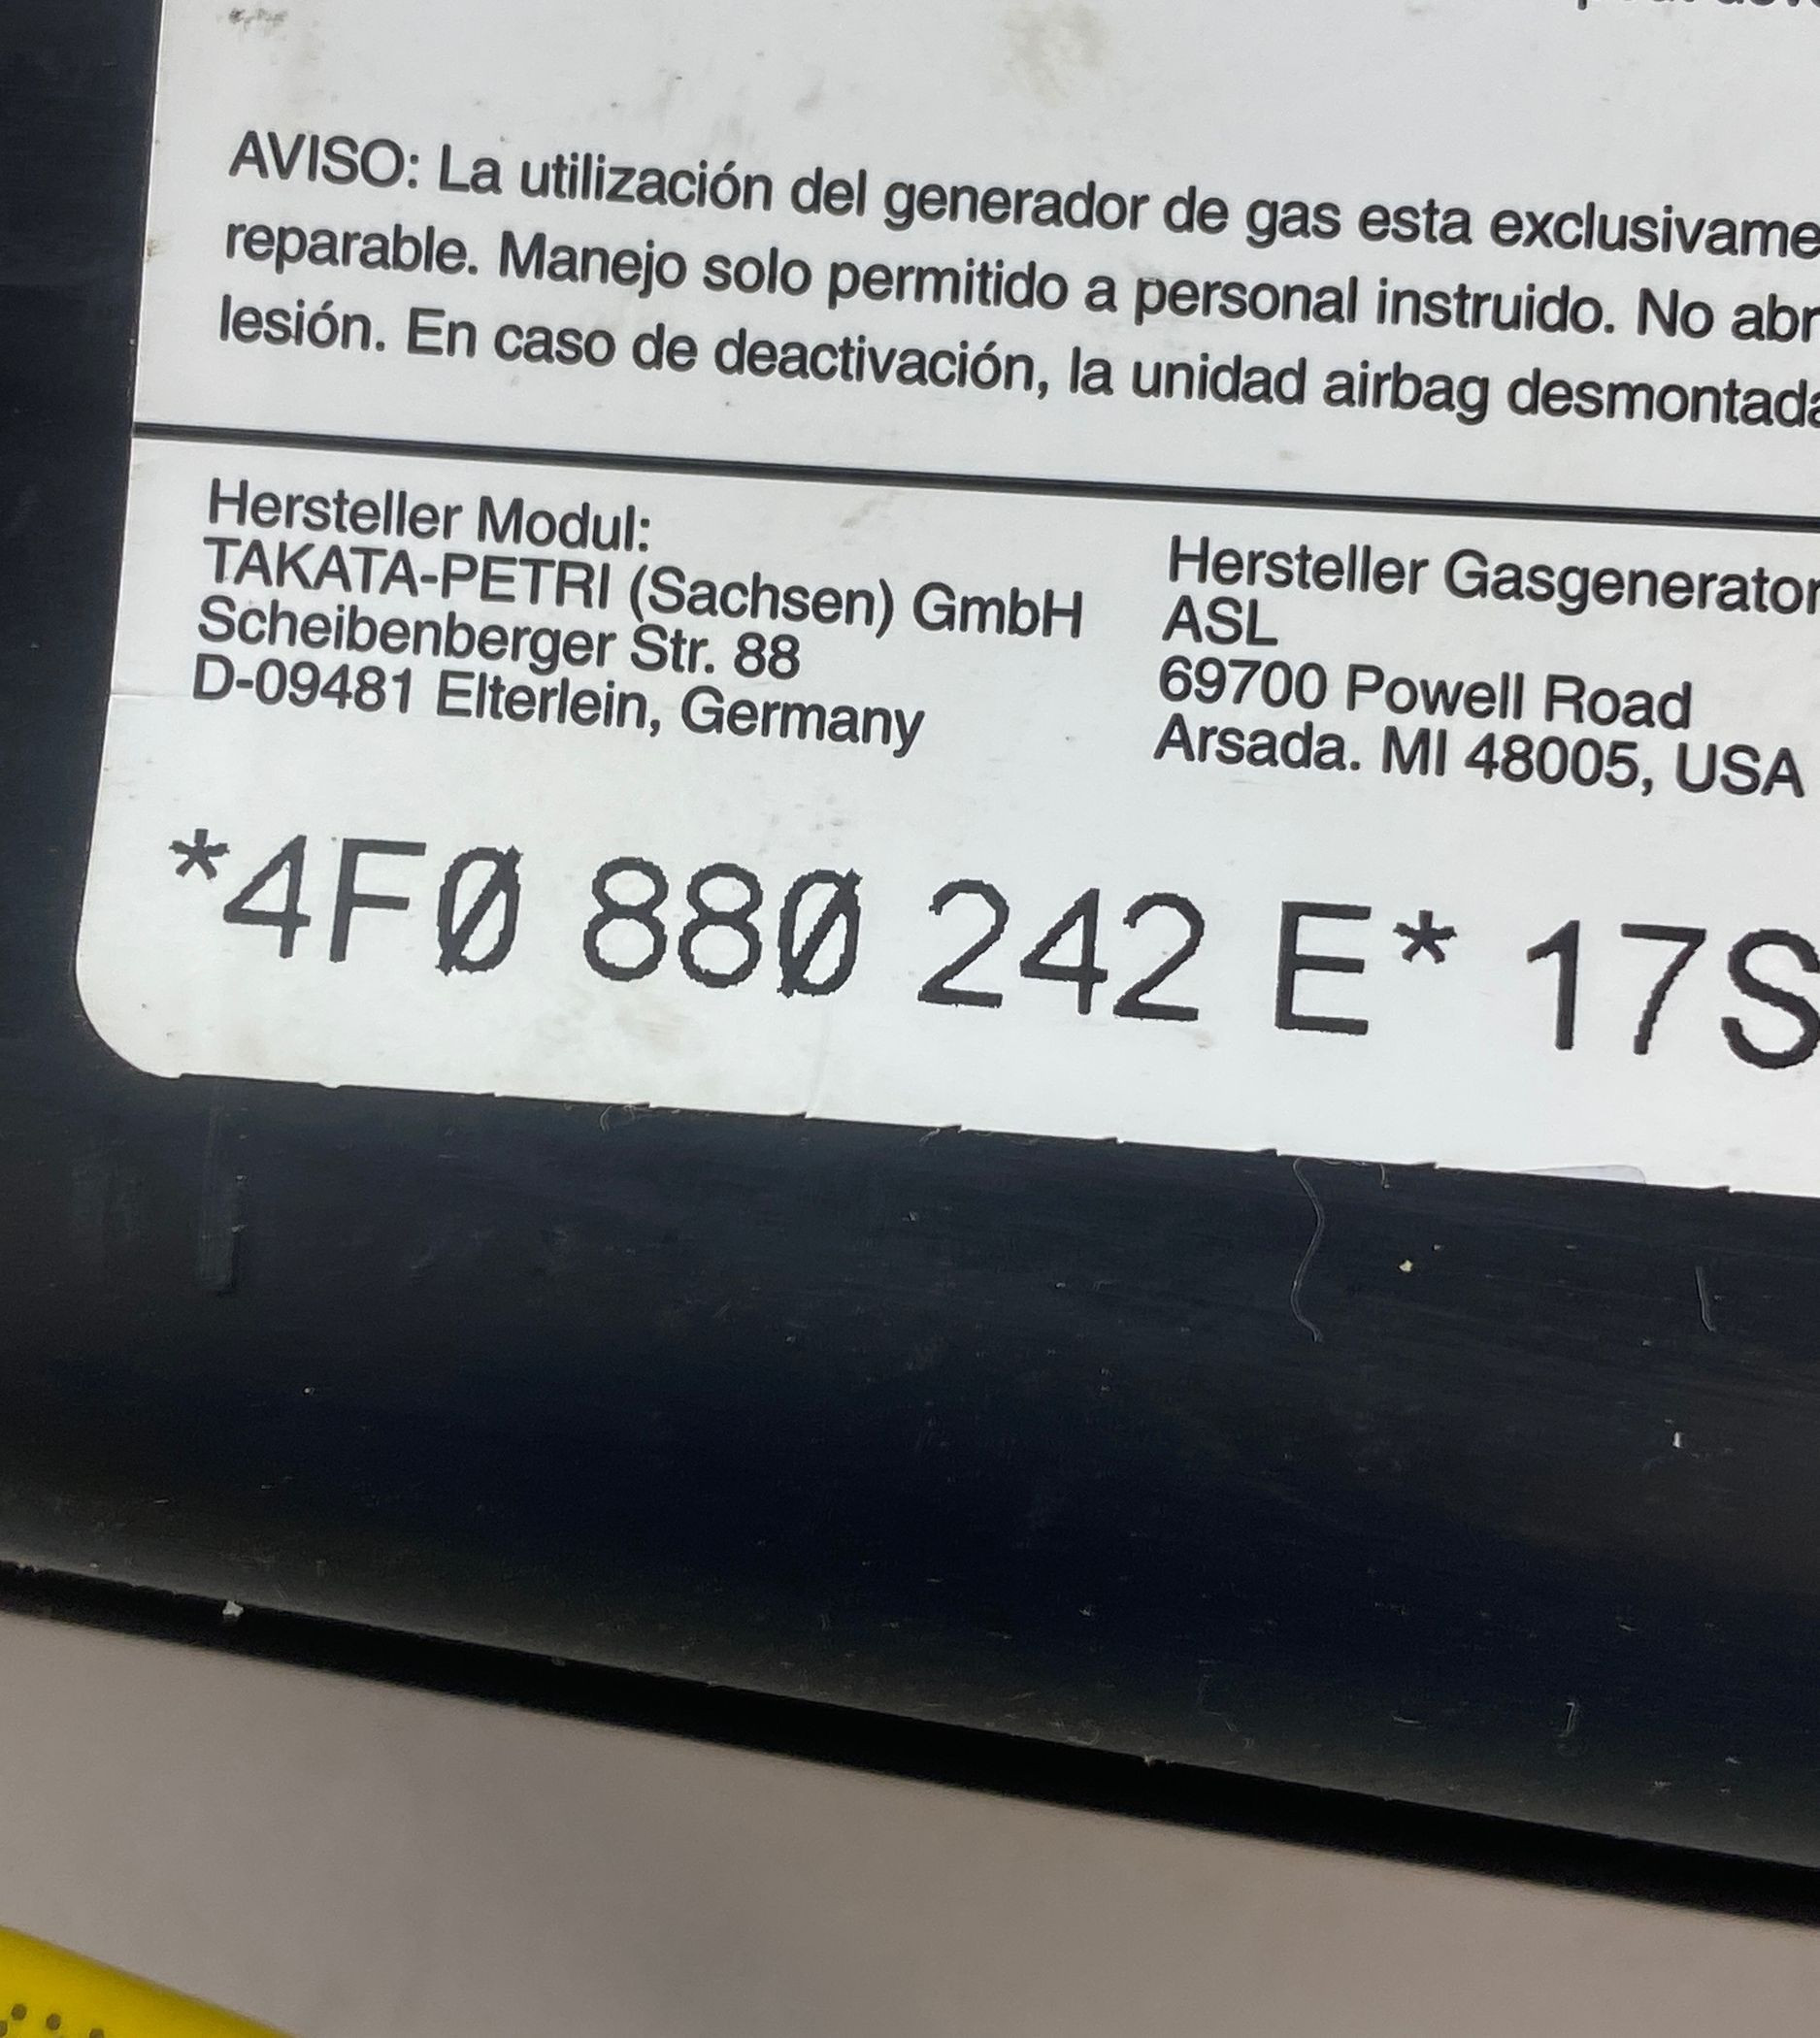 AVISO: La utilización del generador de gas esta
reparable. Manejo solo permitido a personal instruido. No
lesión. En caso de deactivación, la unidad airbag
Hersteller Modul:
TAKATA-PETRI (Sachsen) GmbH
Scheibenberger Str. 88
D-09481 Elterlein, Germany
Hersteller Gasgenerator
ASL
69700 Powell Road
Arsada. MI 48005, USA
*4F0 880 242 E* 17S